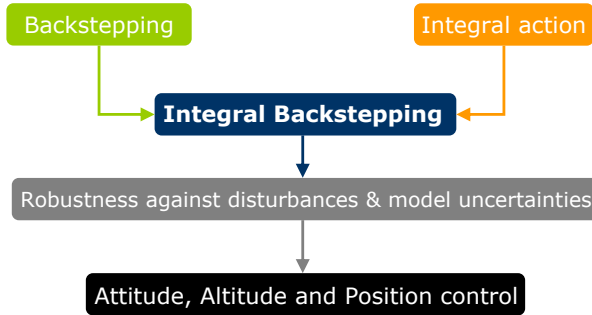 Backstepping
Integral action
Integral Backstepping
Robustness against disturbances & model uncertainties
Attitude, Altitude and Position control